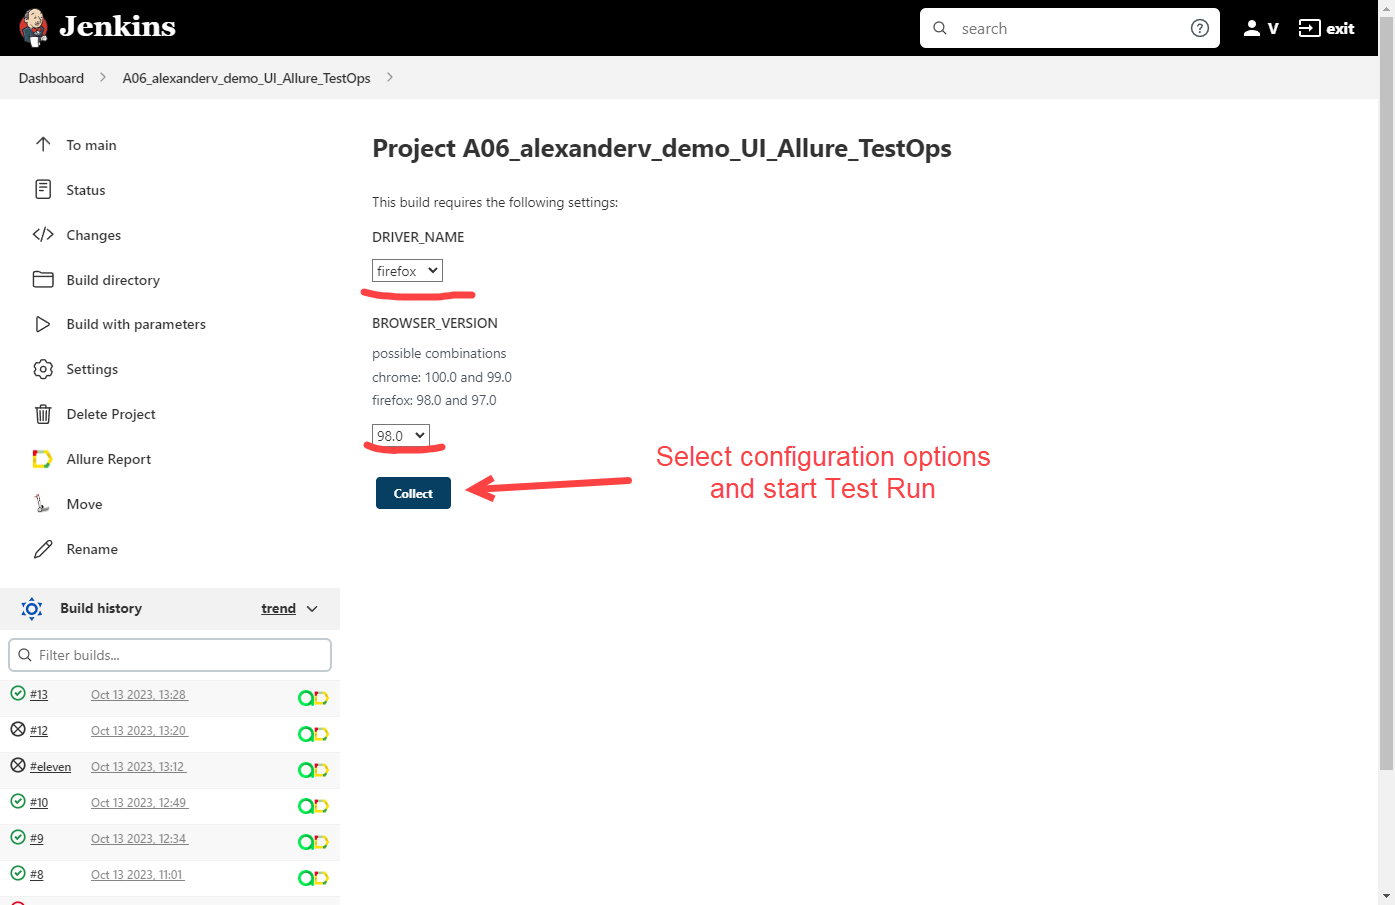 Jenkins
search
V
exit
Dashboard
A06_alexanderv_demo_UI_Allure_TestOps
To main
Status
Changes
Build directory
Build with parameters
Settings
Delete Project
Allure Report
Move
Rename
Build history
trend
Filter builds...
#13 Oct 13 2023, 13:28
#12 Oct 13 2023, 13:20
#eleven Oct 13 2023, 13:12
#10 Oct 13 2023, 12:49
#9 Oct 13 2023, 12:34
#8 Oct 13 2023, 11:01
Project A06_alexanderv_demo_UI_Allure_TestOps
This build requires the following settings:
DRIVER_NAME
firefox
BROWSER_VERSION
possible combinations
chrome: 100.0 and 99.0
firefox: 98.0 and 97.0
98.0
Collect
Select configuration options
and start Test Run